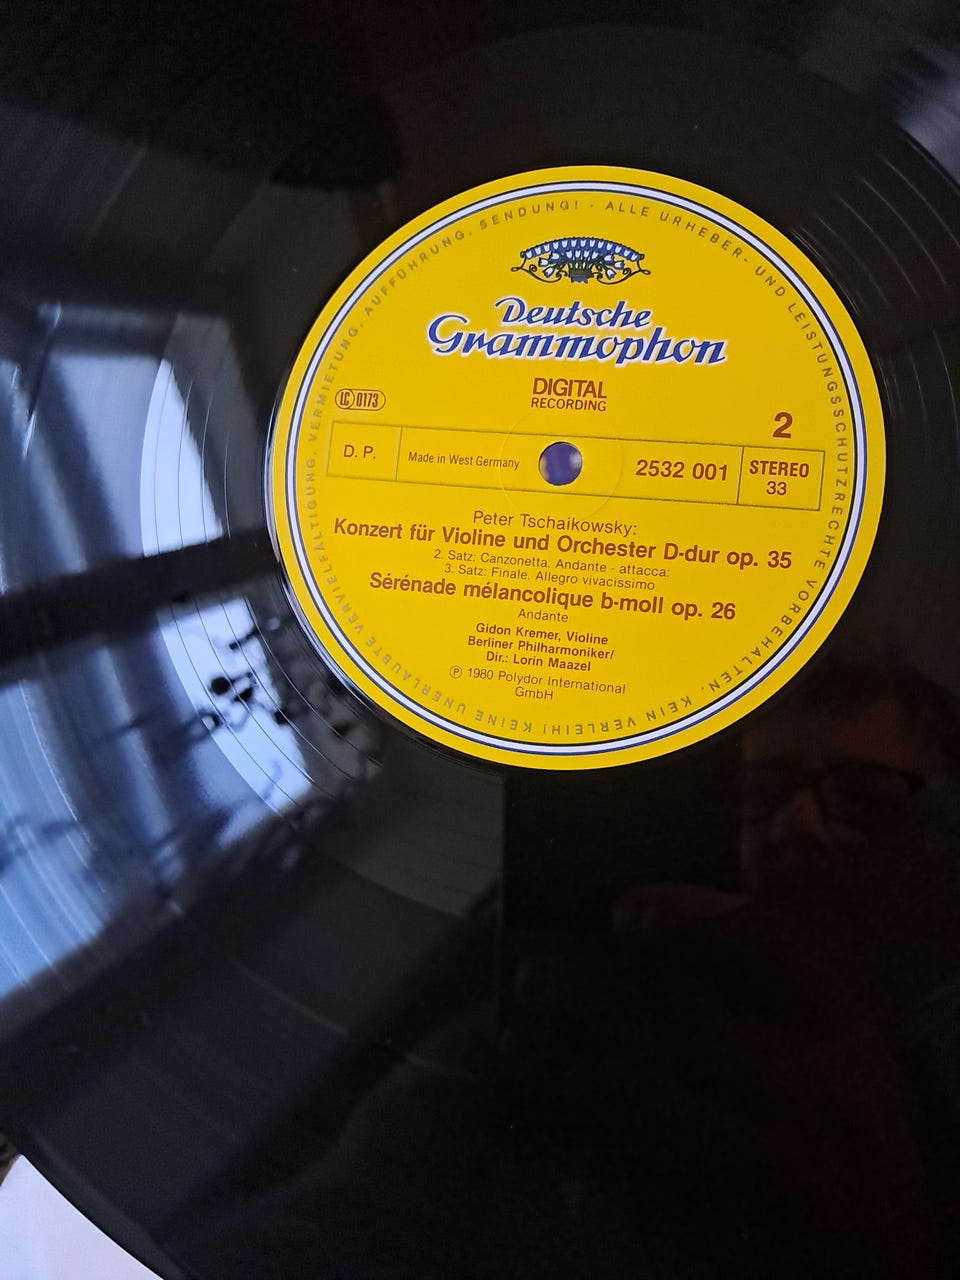 KEINE UNERLAUBTE VERVIELFÄLTIGUNG, VERMIETUNG, AUFFÜHRUNG, SENDUNG! · ALLE URHEBER- UND LEISTUNGSSCHUTZRECHTE VORBEHALTEN. KEIN VERLEIH!
Deutsche
Grammophon
DIGITAL
RECORDING
LC 0173
2
D. P.
Made in West Germany
2532 001
STEREO
33
Peter Tschaikowsky:
Konzert für Violine und Orchester D-dur op. 35
2. Satz: Canzonetta. Andante - attacca:
3. Satz: Finale. Allegro vivacissimo
Sérénade mélancolique b-moll op. 26
Andante
Gidon Kremer, Violine
Berliner Philharmoniker/
Dir.: Lorin Maazel
℗ 1980 Polydor International
GmbH